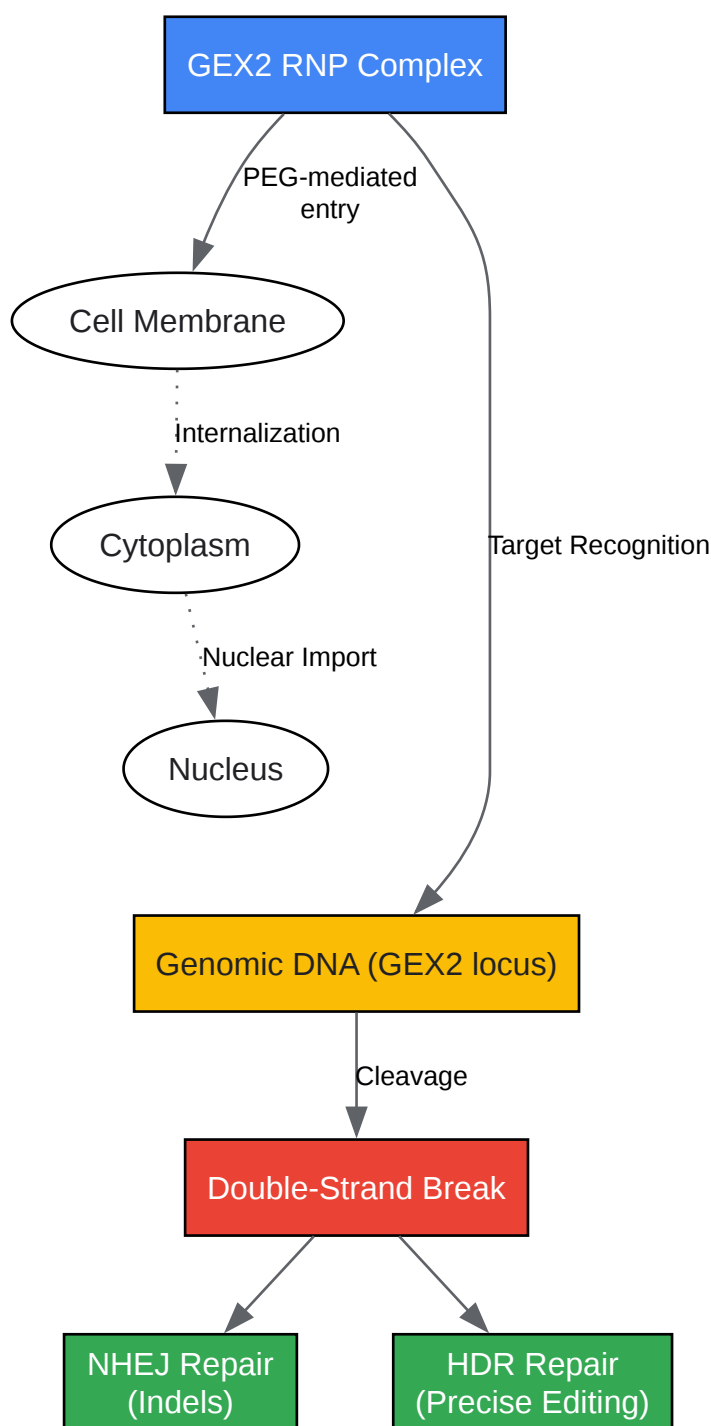 GEX2 RNP Complex
PEG-mediated
entry
Cell Membrane
Internalization
Cytoplasm
Target Recognition
Nuclear Import
Nucleus
Genomic DNA (GEX2 locus)
Cleavage
Double-Strand Break
NHEJ Repair
(Indels)
HDR Repair
(Precise Editing)